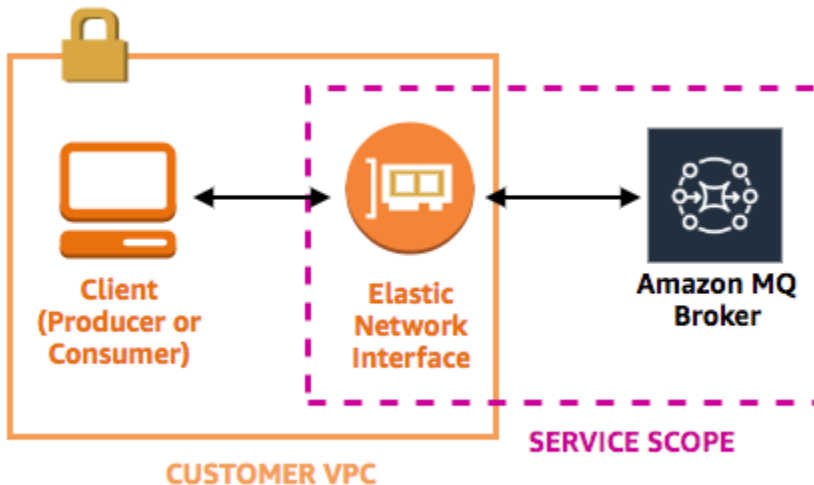 Client
(Producer or
Consumer)
Elastic
Network
Interface
Amazon MQ
Broker
SERVICE SCOPE
CUSTOMER VPC